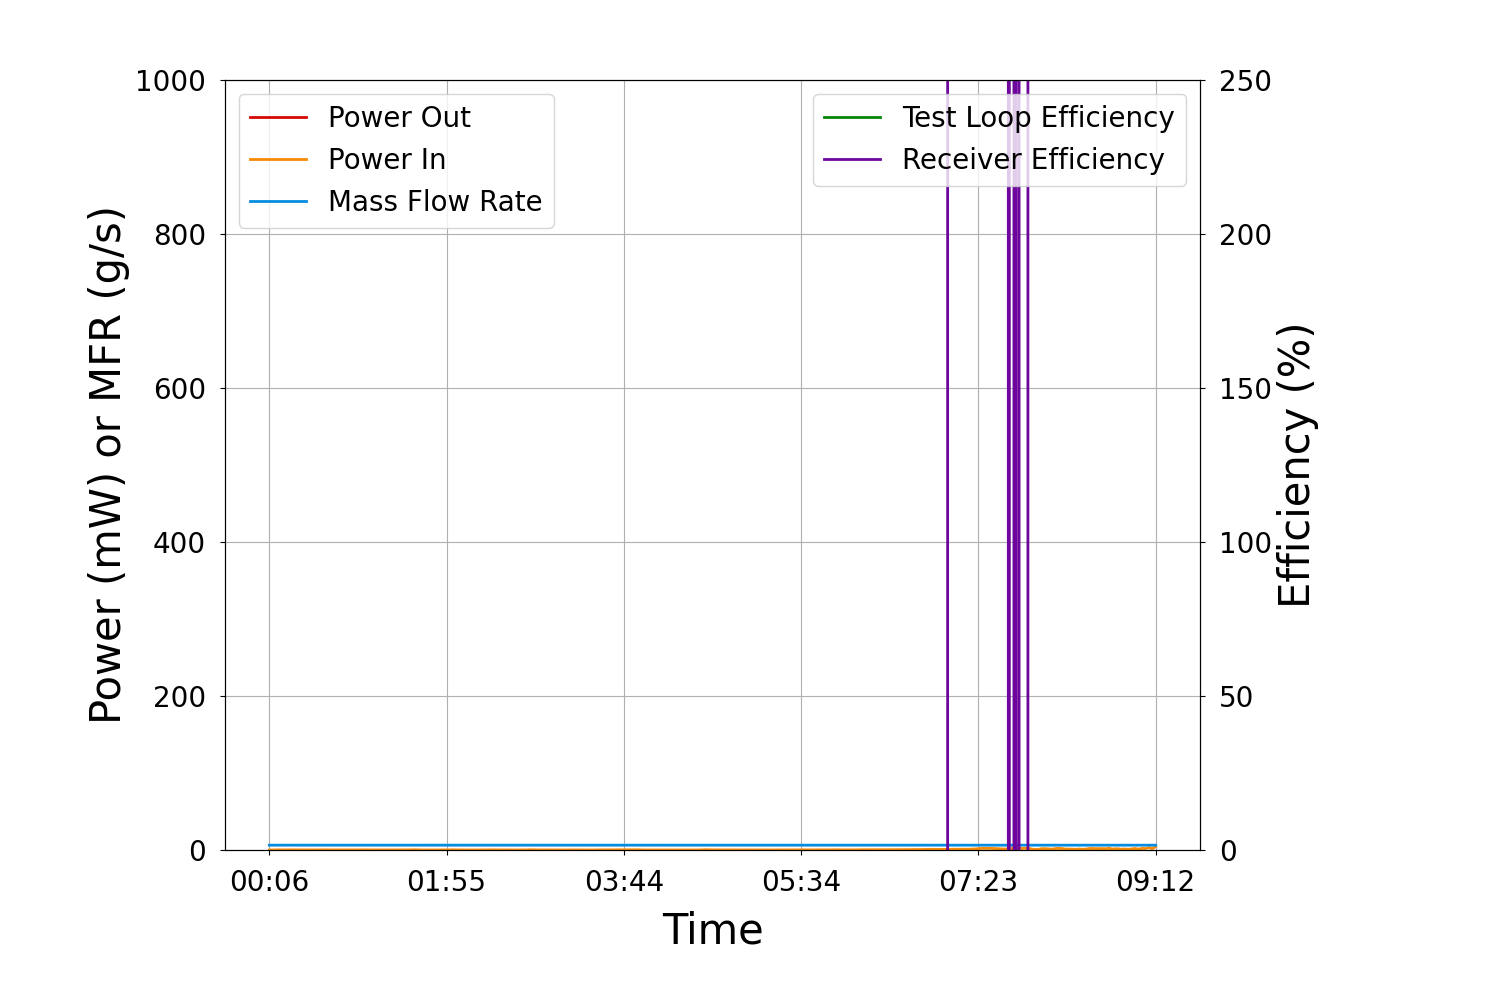 Power Out
Power In
Mass Flow Rate
Test Loop Efficiency
Receiver Efficiency
1000
800
600
400
200
0
Power (mW) or MFR (g/s)
250
200
150
100
50
0
Efficiency (%)
00:06 01:55 03:44 05:34 07:23 09:12
Time